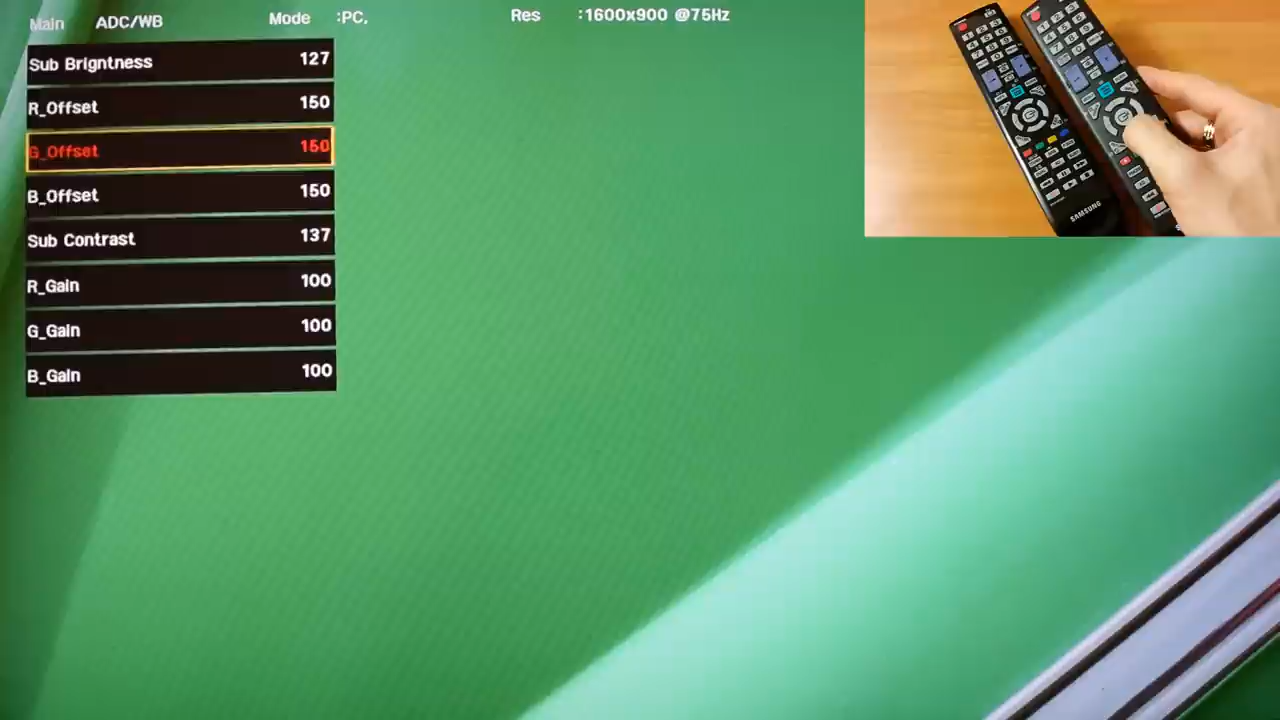 Main ADC/WB Mode :PC, Res :1600x900 @75Hz
Sub Brigntness 127
R_Offset 150
G_Offset 150
B_Offset 150
Sub Contrast 137
R_Gain 100
G_Gain 100
B_Gain 100
SAMSUNG